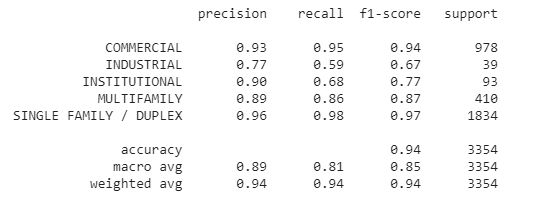 precision recall f1-score support
COMMERCIAL 0.93 0.95 0.94 978
INDUSTRIAL 0.77 0.59 0.67 39
INSTITUTIONAL 0.90 0.68 0.77 93
MULTIFAMILY 0.89 0.86 0.87 410
SINGLE FAMILY / DUPLEX 0.96 0.98 0.97 1834
accuracy 0.94 3354
macro avg 0.89 0.81 0.85 3354
weighted avg 0.94 0.94 0.94 3354